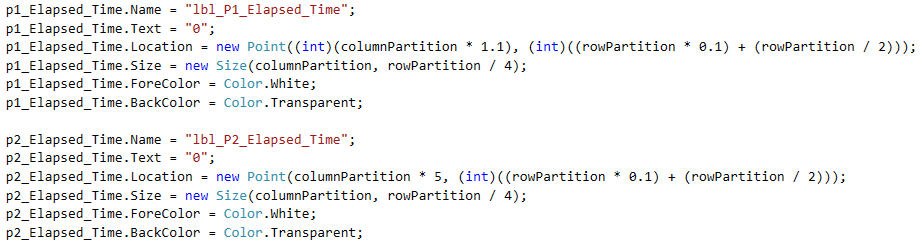 p1_Elapsed_Time.Name = "lbl_P1_Elapsed_Time";
p1_Elapsed_Time.Text = "0";
p1_Elapsed_Time.Location = new Point((int)(columnPartition * 1.1), (int)((rowPartition * 0.1) + (rowPartition / 2)));
p1_Elapsed_Time.Size = new Size(columnPartition, rowPartition / 4);
p1_Elapsed_Time.ForeColor = Color.White;
p1_Elapsed_Time.BackColor = Color.Transparent;

p2_Elapsed_Time.Name = "lbl_P2_Elapsed_Time";
p2_Elapsed_Time.Text = "0";
p2_Elapsed_Time.Location = new Point(columnPartition * 5, (int)((rowPartition * 0.1) + (rowPartition / 2)));
p2_Elapsed_Time.Size = new Size(columnPartition, rowPartition / 4);
p2_Elapsed_Time.ForeColor = Color.White;
p2_Elapsed_Time.BackColor = Color.Transparent;